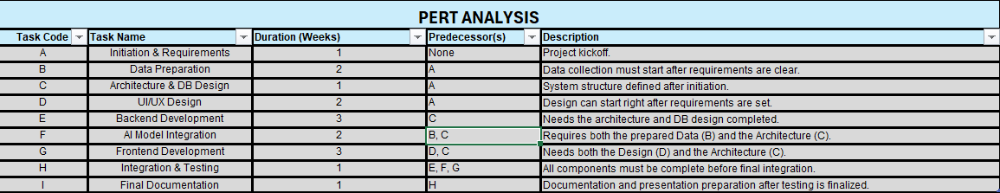 PERT ANALYSIS
Task Code Task Name Duration (Weeks) Predecessor(s) Description
A Initiation & Requirements 1 None Project kickoff.
B Data Preparation 2 A Data collection must start after requirements are clear.
C Architecture & DB Design 1 A System structure defined after initiation.
D UI/UX Design 2 A Design can start right after requirements are set.
E Backend Development 3 C Needs the architecture and DB design completed.
F AI Model Integration 2 B, C Requires both the prepared Data (B) and the Architecture (C).
G Frontend Development 3 D, C Needs both the Design (D) and the Architecture (C).
H Integration & Testing 1 E, F, G All components must be complete before final integration.
I Final Documentation 1 H Documentation and presentation preparation after testing is finalized.